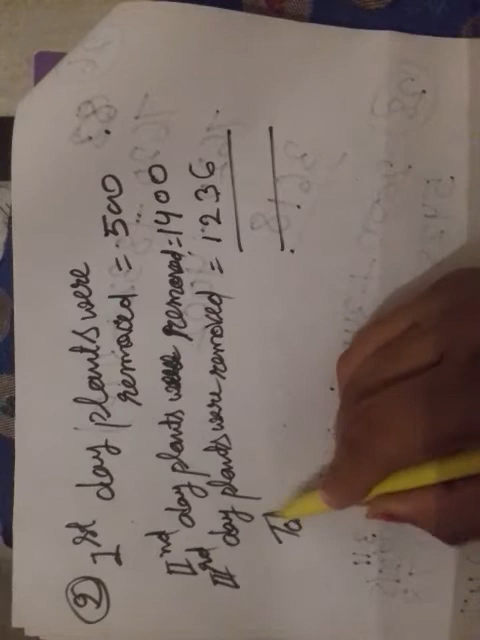 ② 1st day plants were
removed = 500
IInd day plants were removed = 1400
IIIrd day plants were removed = 1236
To